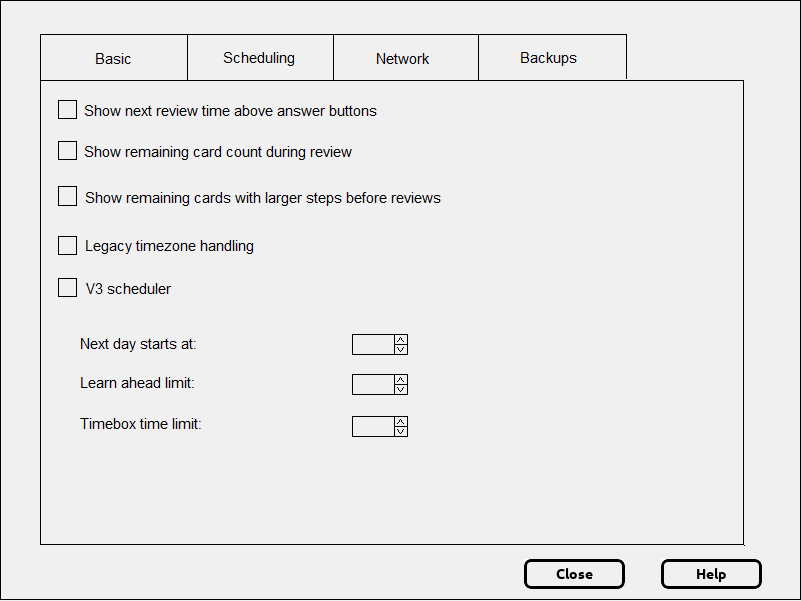 Basic Scheduling Network Backups
Show next review time above answer buttons
Show remaining card count during review
Show remaining cards with larger steps before reviews
Legacy timezone handling
V3 scheduler
Next day starts at:
Learn ahead limit:
Timebox time limit:
Close Help